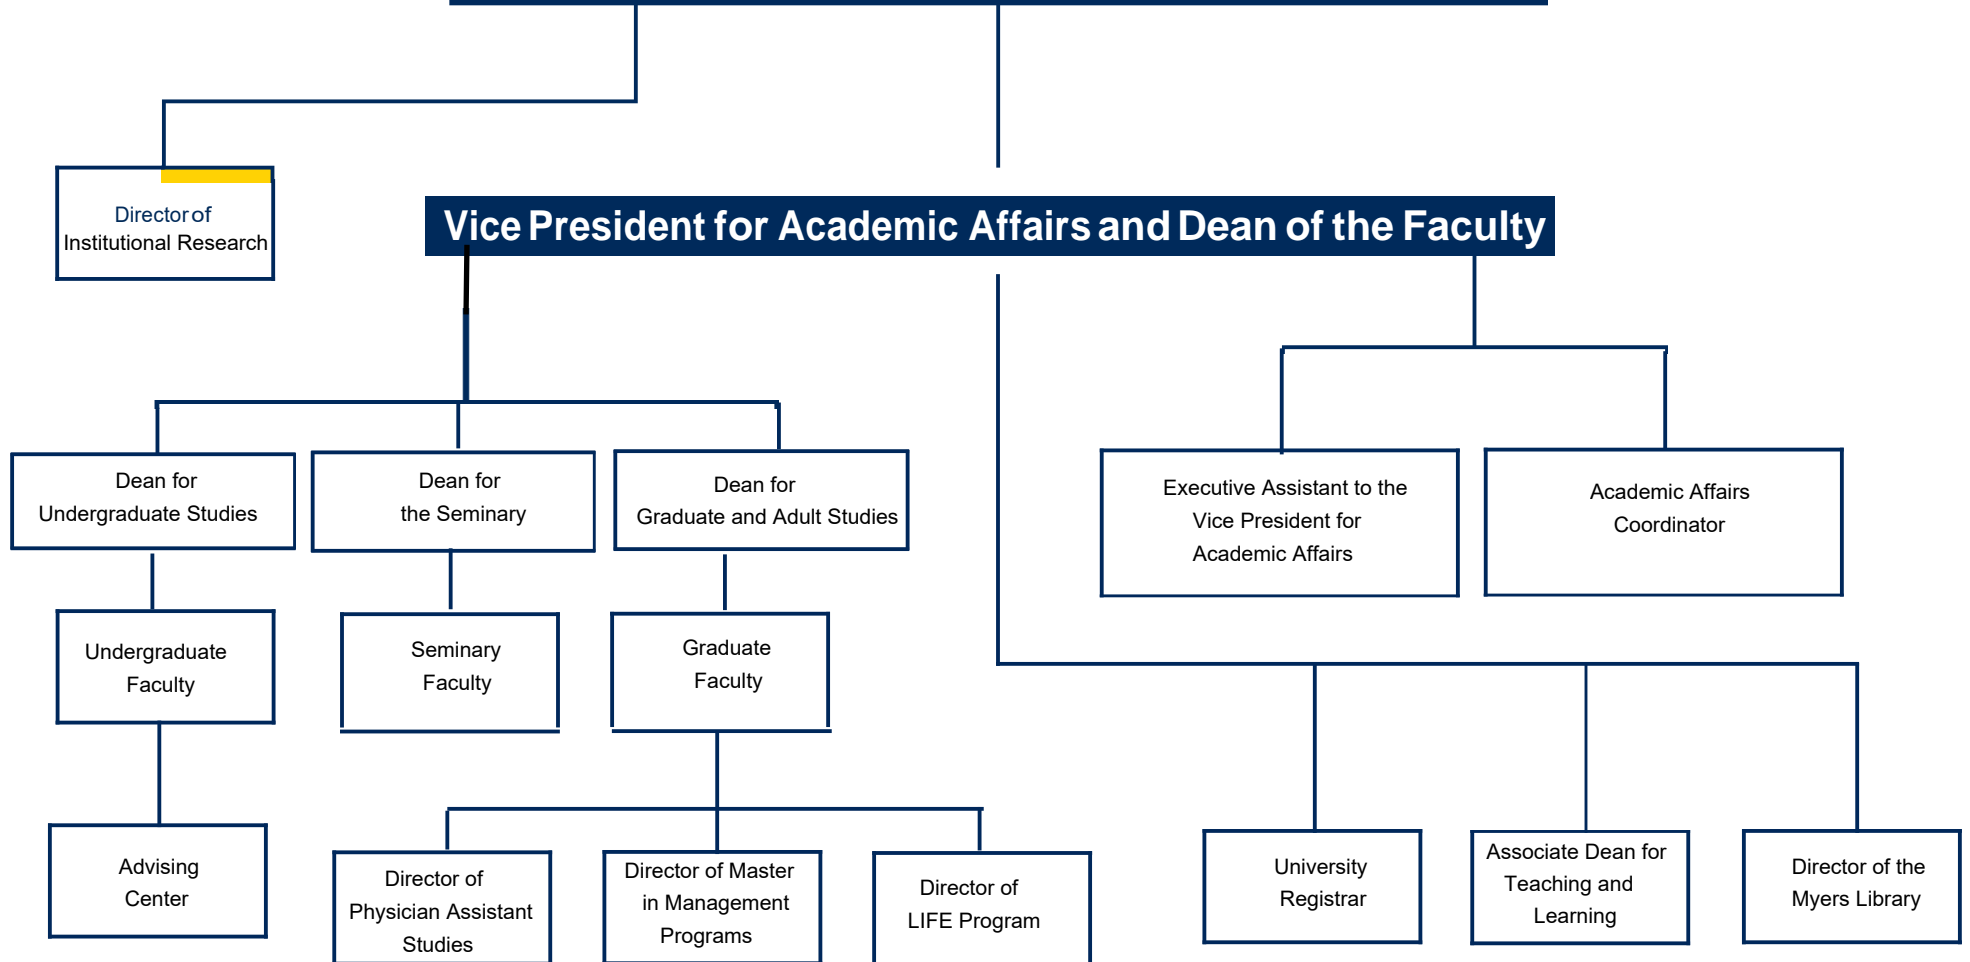 Director of
Institutional Research
Vice President for Academic Affairs and Dean of the Faculty
Dean for
Undergraduate Studies
Dean for
the Seminary
Dean for
Graduate and Adult Studies
Executive Assistant to the
Vice President for
Academic Affairs
Academic Affairs
Coordinator
Undergraduate
Faculty
Seminary
Faculty
Graduate
Faculty
Advising
Center
Director of
Physician Assistant
Studies
Director of Master
in Management
Programs
Director of
LIFE Program
University
Registrar
Associate Dean for
Teaching and
Learning
Director of the
Myers Library